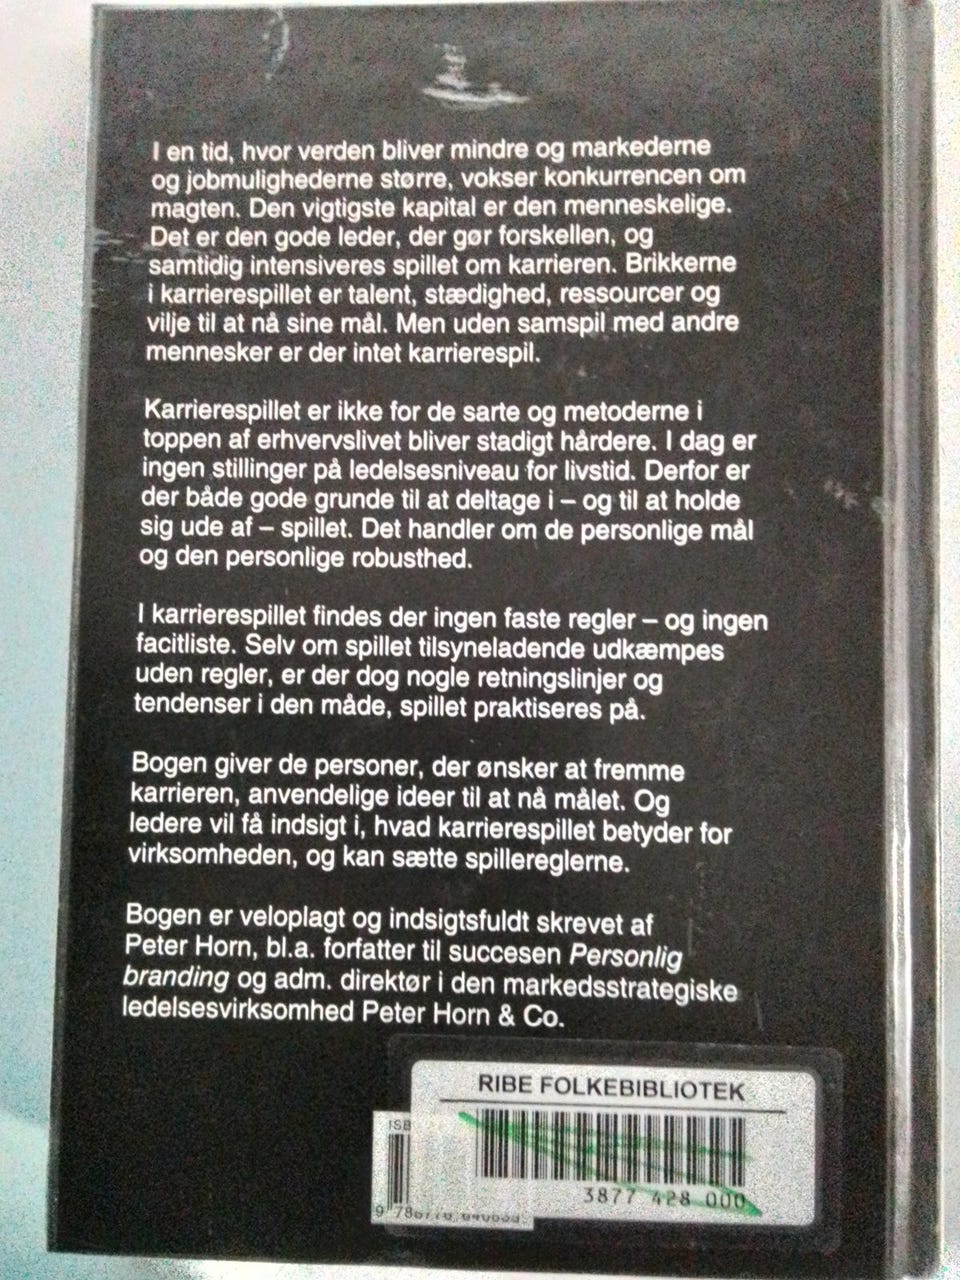 I en tid, hvor verden bliver mindre og markederne
og jobmulighederne større, vokser konkurrencen om
magten. Den vigtigste kapital er den menneskelige.
Det er den gode leder, der gør forskellen, og
samtidig intensiveres spillet om karrieren. Brikkerne
i karrierespillet er talent, stædighed, ressourcer og
vilje til at nå sine mål. Men uden samspil med andre
mennesker er der intet karrierespil.
Karrierespillet er ikke for de sarte og metoderne i
toppen af erhvervslivet bliver stadigt hårdere. I dag er
ingen stillinger på ledelsesniveau for livstid. Derfor er
der både gode grunde til at deltage i – og til at holde
sig ude af – spillet. Det handler om de personlige mål
og den personlige robusthed.
I karrierespillet findes der ingen faste regler – og ingen
facitliste. Selv om spillet tilsyneladende udkæmpes
uden regler, er der dog nogle retningslinjer og
tendenser i den måde, spillet praktiseres på.
Bogen giver de personer, der ønsker at fremme
karrieren, anvendelige ideer til at nå målet. Og
ledere vil få indsigt i, hvad karrierespillet betyder for
virksomheden, og kan sætte spillereglerne.
Bogen er veloplagt og indsigtsfuldt skrevet af
Peter Horn, bl.a. forfatter til succesen Personlig
branding og adm. direktør i den markedsstrategiske
ledelsesvirksomhed Peter Horn & Co.
RIBE FOLKEBIBLIOTEK
ISB
3877 428 000